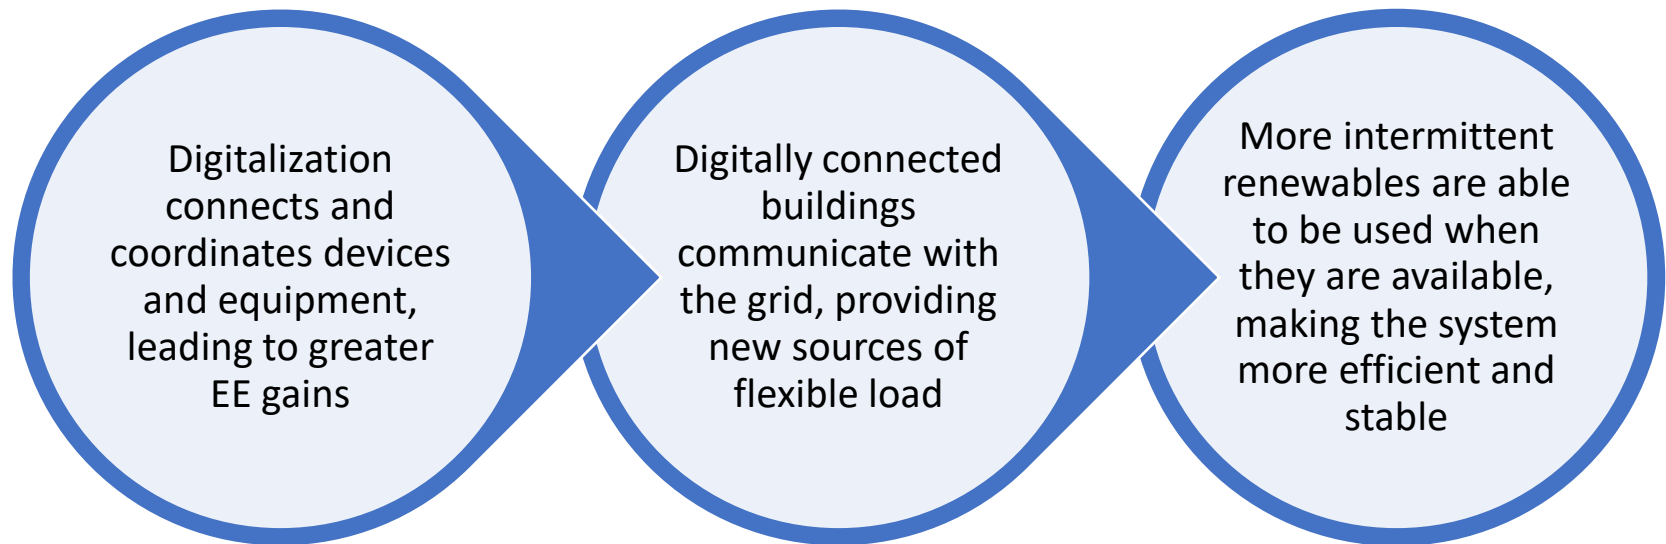 Digitalization
connects and
coordinates devices
and equipment,
leading to greater
EE gains
Digitally connected
buildings
communicate with
the grid, providing
new sources of
flexible load
More intermittent
renewables are able
to be used when
they are available,
making the system
more efficient and
stable